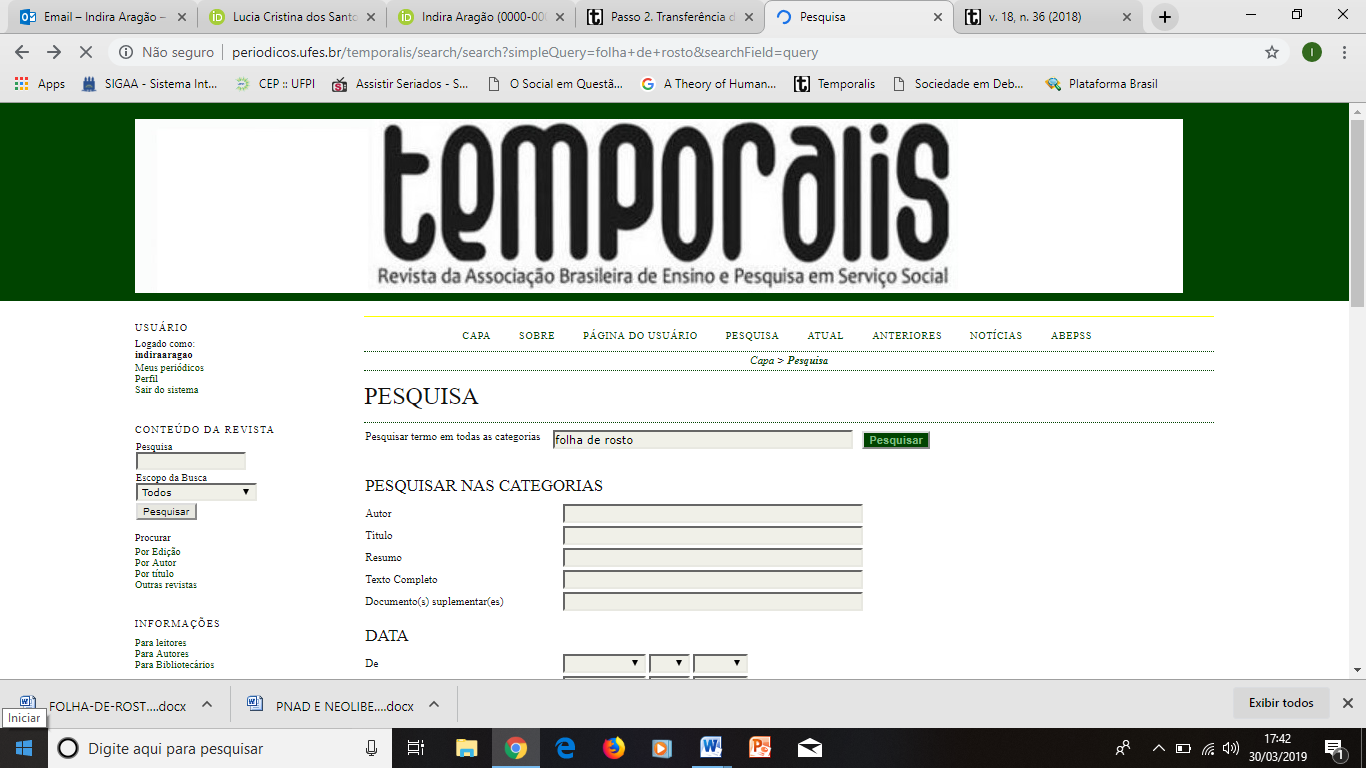 Email – Indira Aragão –
Lucia Cristina dos Santo
Indira Aragão (0000-00
Passo 2. Transferência d
Pesquisa
v. 18, n. 36 (2018)
Não seguro
periodicos.ufes.br/temporalis/search/search?simpleQuery=folha+de+rosto&searchField=query
I
Apps
SIGAA - Sistema Int...
CEP :: UFPI
Assistir Seriados - S...
O Social em Questã...
A Theory of Human...
Temporalis
Sociedade em Deb...
Plataforma Brasil
temporalis
Revista da Associação Brasileira de Ensino e Pesquisa em Serviço Social
USUÁRIO
Logado como:
indiraaragao
Meus periódicos
Perfil
Sair do sistema
CONTEÚDO DA REVISTA
Pesquisa
Escopo da Busca
Todos
Pesquisar
Procurar
Por Edição
Por Autor
Por título
Outras revistas
INFORMAÇÕES
Para leitores
Para Autores
Para Bibliotecários
CAPA SOBRE PÁGINA DO USUÁRIO PESQUISA ATUAL ANTERIORES NOTÍCIAS ABEPSS
Capa > Pesquisa
PESQUISA
Pesquisar termo em todas as categorias folha de rosto Pesquisar
PESQUISAR NAS CATEGORIAS
Autor
Título
Resumo
Texto Completo
Documento(s) suplementar(es)
DATA
De
FOLHA-DE-ROST....docx
PNAD E NEOLIBE....docx
Exibir todos
Iniciar
Digite aqui para pesquisar
17:42
30/03/2019
1